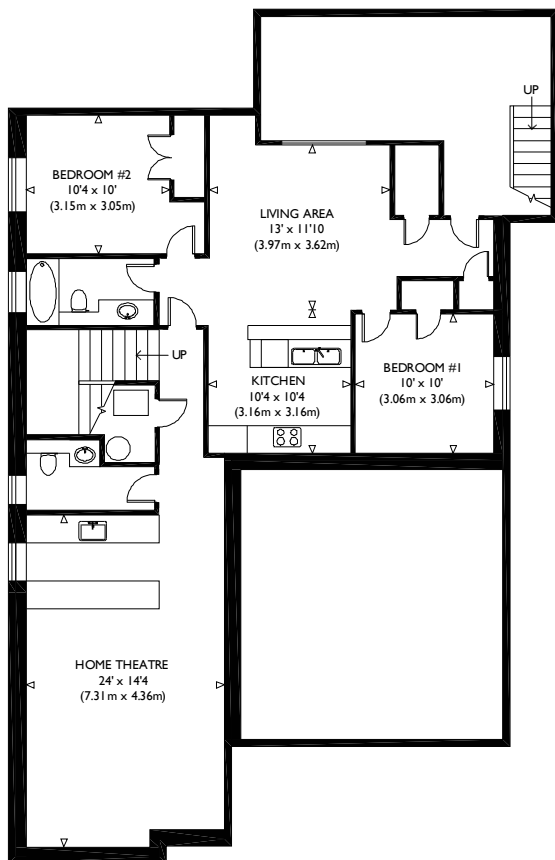 UP
BEDROOM #2
10'4 x 10'
(3.15m x 3.05m)
LIVING AREA
13' x 11'10
(3.97m x 3.62m)
UP
KITCHEN
10'4 x 10'4
(3.16m x 3.16m)
BEDROOM #1
10' x 10'
(3.06m x 3.06m)
HOME THEATRE
24' x 14'4
(7.31m x 4.36m)